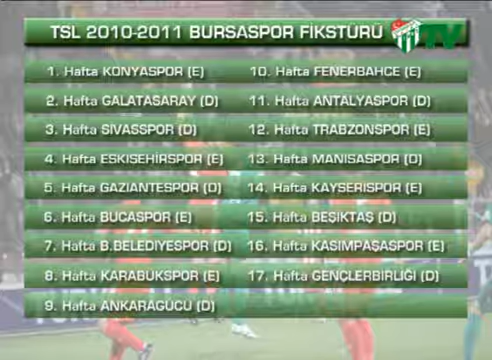 TSL 2010-2011 BURSASPOR FİKSTÜRÜ
TV
1. Hafta KONYASPOR (E)
2. Hafta GALATASARAY (D)
3. Hafta SİVASSPOR (D)
4. Hafta ESKİŞEHİRSPOR (E)
5. Hafta GAZİANTESPOR (D)
6. Hafta BUCASPOR (E)
7. Hafta B.BELEDİYESPOR (D)
8. Hafta KARABÜKSPOR (E)
9. Hafta ANKARAGÜCÜ (D)
10. Hafta FENERBAHCE (E)
11. Hafta ANTALYASPOR (D)
12. Hafta TRABZONSPOR (E)
13. Hafta MANİSASPOR (D)
14. Hafta KAYSERİSPOR (E)
15. Hafta BEŞİKTAŞ (D)
16. Hafta KASIMPAŞASPOR (E)
17. Hafta GENÇLERBİRLİĞİ (D)